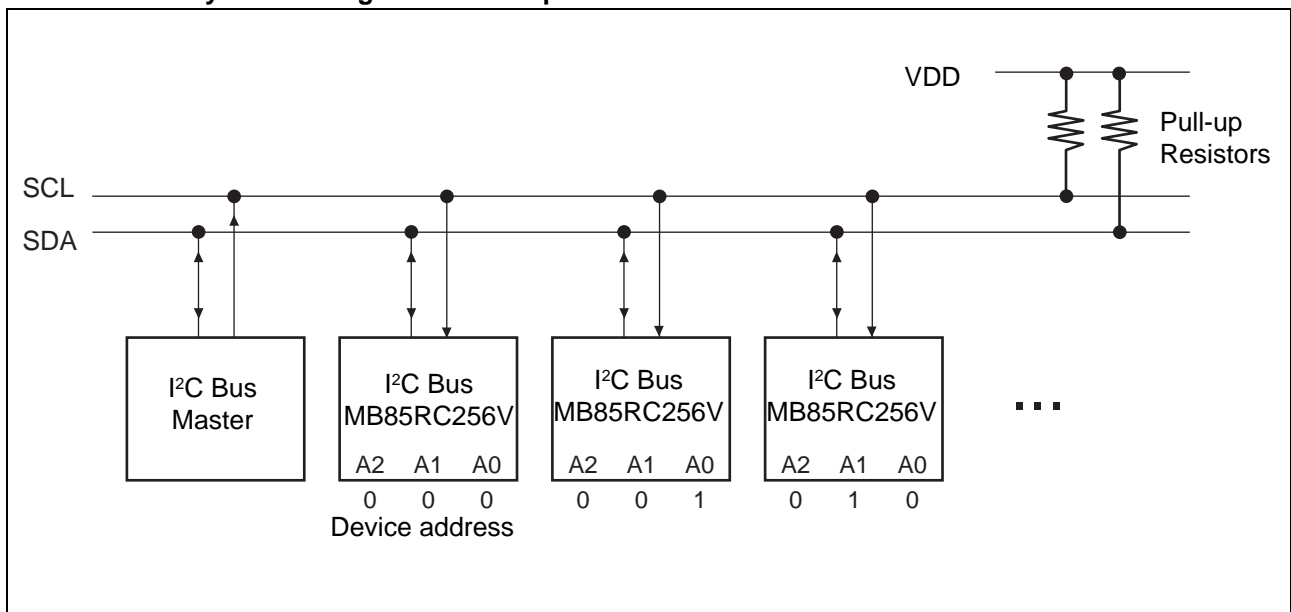 VDD
Pull-up
Resistors
SCL
SDA
I²C Bus
Master
I²C Bus
MB85RC256V
A2 A1 A0
0 0 0
Device address
I²C Bus
MB85RC256V
A2 A1 A0
0 0 1
I²C Bus
MB85RC256V
A2 A1 A0
0 1 0
...